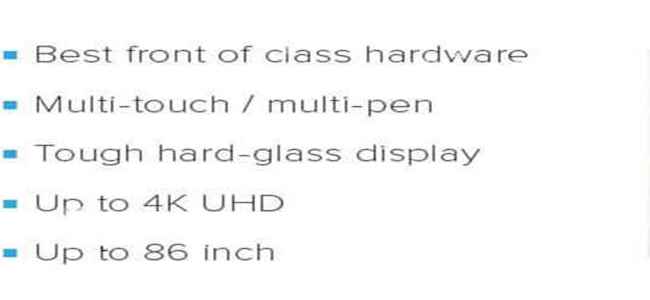 Best front of class hardware
Multi-touch / multi-pen
Tough hard-glass display
Up to 4K UHD
Up to 86 inch